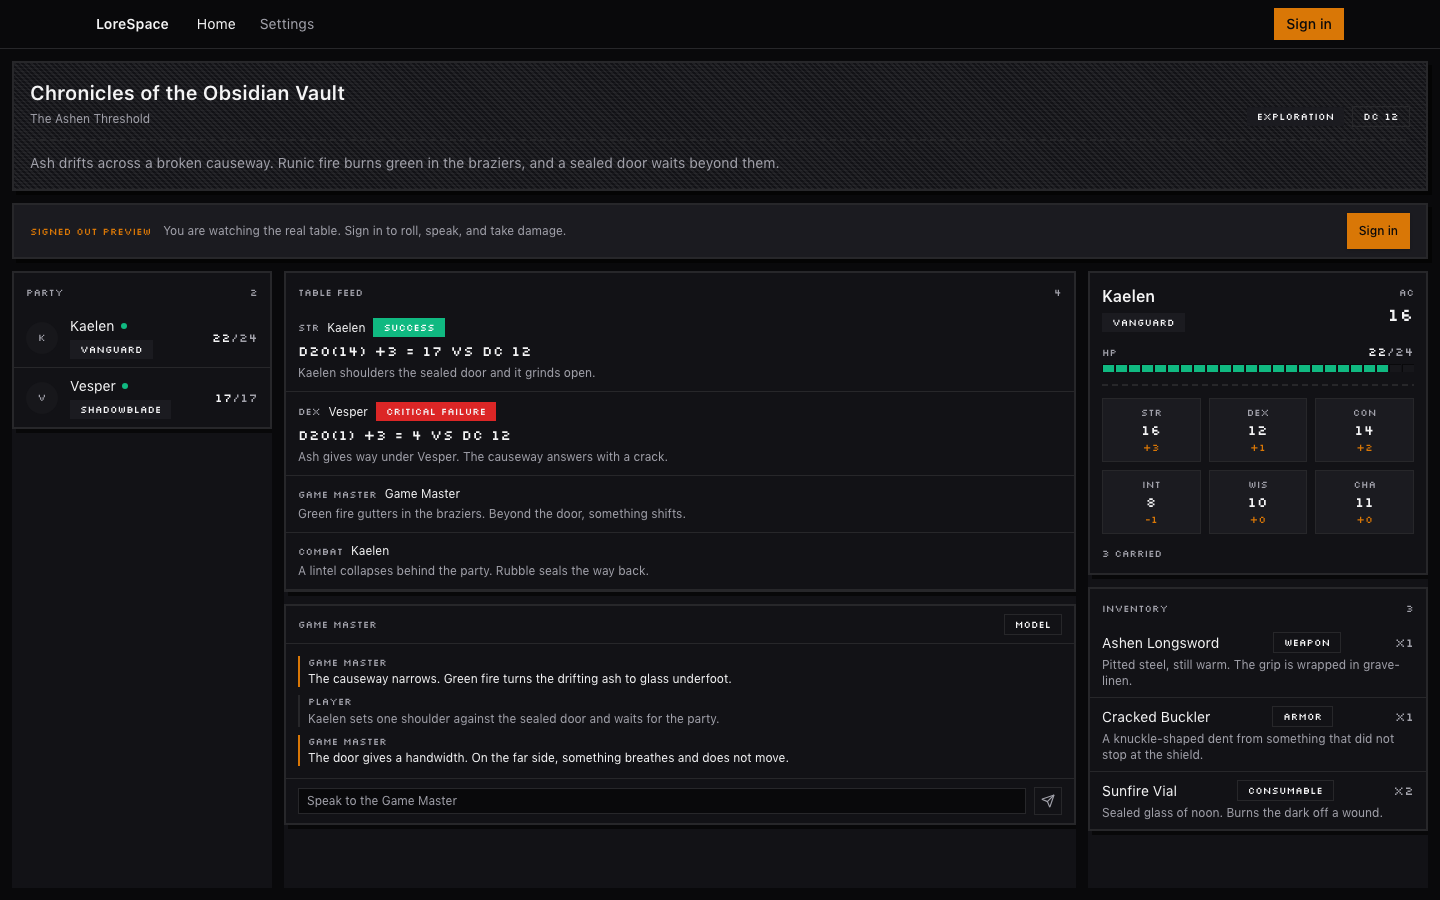 LoreSpace Home Settings Sign in
Chronicles of the Obsidian Vault
The Ashen Threshold
EXPLORATION DC 12
Ash drifts across a broken causeway. Runic fire burns green in the braziers, and a sealed door waits beyond them.
SIGNED OUT PREVIEW You are watching the real table. Sign in to roll, speak, and take damage. Sign in
PARTY 2
K Kaelen 22/24
VANGUARD
V Vesper 17/17
SHADOWBLADE
TABLE FEED 4
STR Kaelen SUCCESS
D20(14) +3 = 17 VS DC 12
Kaelen shoulders the sealed door and it grinds open.
DEX Vesper CRITICAL FAILURE
D20(1) +3 = 4 VS DC 12
Ash gives way under Vesper. The causeway answers with a crack.
GAME MASTER Game Master
Green fire gutters in the braziers. Beyond the door, something shifts.
COMBAT Kaelen
A lintel collapses behind the party. Rubble seals the way back.
GAME MASTER MODEL
GAME MASTER
The causeway narrows. Green fire turns the drifting ash to glass underfoot.
PLAYER
Kaelen sets one shoulder against the sealed door and waits for the party.
GAME MASTER
The door gives a handwidth. On the far side, something breathes and does not move.
Speak to the Game Master
Kaelen AC
VANGUARD 16
HP 22/24
STR DEX CON
16 12 14
+3 +1 +2
INT WIS CHA
8 10 11
-1 +0 +0
3 CARRIED
INVENTORY 3
Ashen Longsword WEAPON X1
Pitted steel, still warm. The grip is wrapped in grave-
linen.
Cracked Buckler ARMOR X1
A knuckle-shaped dent from something that did not
stop at the shield.
Sunfire Vial CONSUMABLE X2
Sealed glass of noon. Burns the dark off a wound.